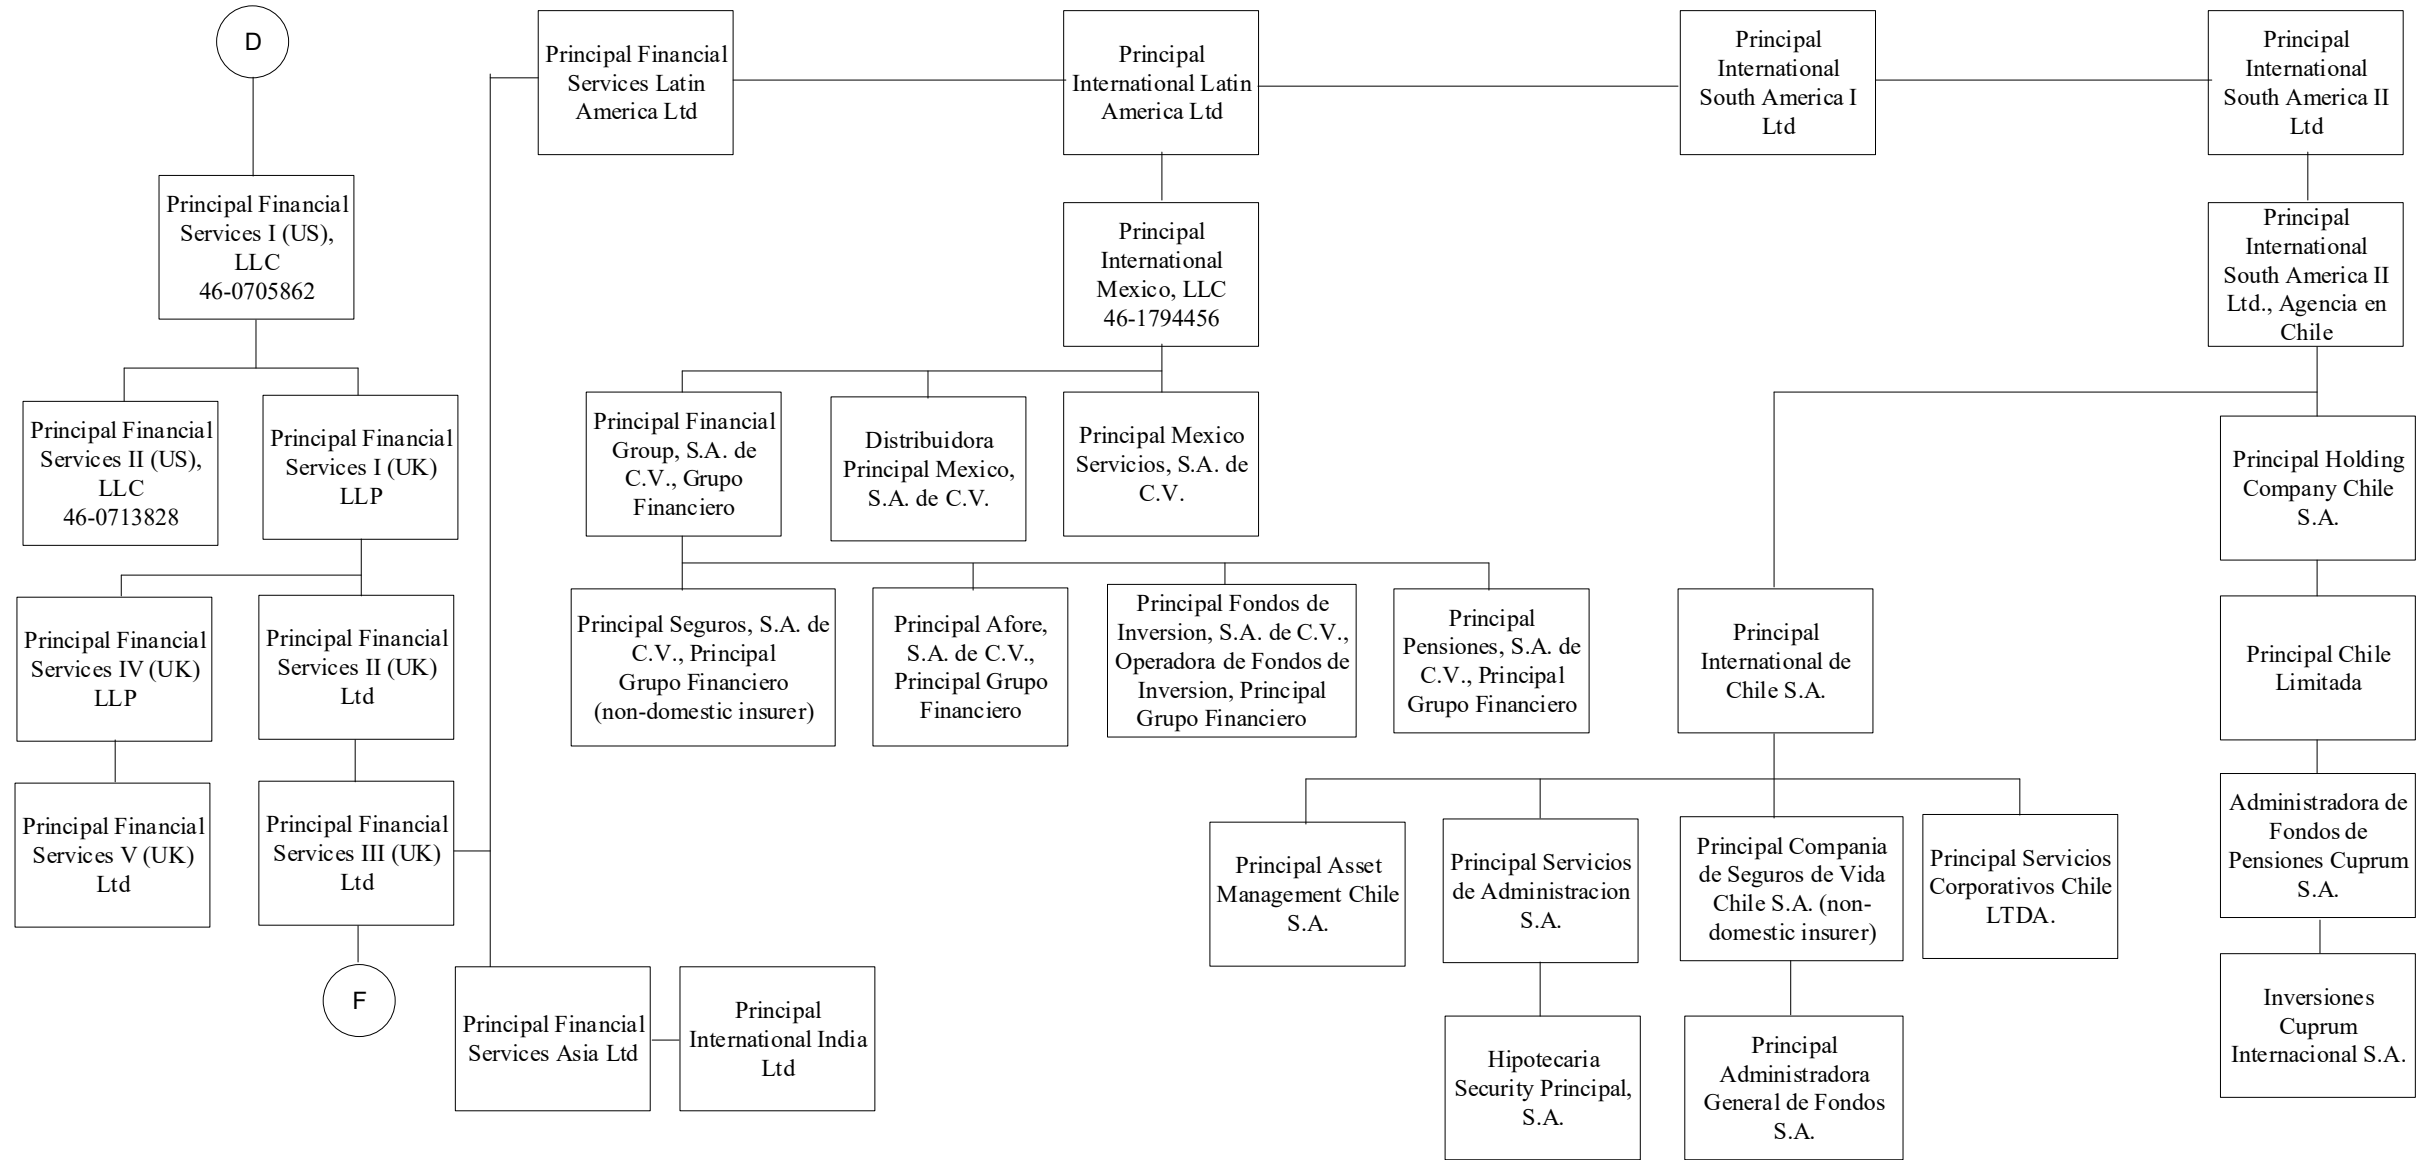 D
Principal Financial
Services I (US),
LLC
46-0705862
Principal Financial
Services II (US),
LLC
46-0713828
Principal Financial
Services I (UK)
LLP
Principal Financial
Services IV (UK)
LLP
Principal Financial
Services II (UK)
Ltd
Principal Financial
Services V (UK)
Ltd
Principal Financial
Services III (UK)
Ltd
F
Principal Financial
Services Latin
America Ltd
Principal
International Latin
America Ltd
Principal
International
South America I
Ltd
Principal
International
South America II
Ltd
Principal
International
Mexico, LLC
46-1794456
Principal
International
South America II
Ltd., Agencia en
Chile
Principal Financial
Group, S.A. de
C.V., Grupo
Financiero
Distribuidora
Principal Mexico,
S.A. de C.V.
Principal Mexico
Servicios, S.A. de
C.V.
Principal Holding
Company Chile
S.A.
Principal Seguros, S.A. de
C.V., Principal
Grupo Financiero
(non-domestic insurer)
Principal Afore,
S.A. de C.V.,
Principal Grupo
Financiero
Principal Fondos de
Inversion, S.A. de C.V.,
Operadora de Fondos de
Inversion, Principal
Grupo Financiero
Principal
Pensiones, S.A. de
C.V., Principal
Grupo Financiero
Principal
International de
Chile S.A.
Principal Chile
Limitada
Principal Asset
Management Chile
S.A.
Principal Servicios
de Administracion
S.A.
Principal Compania
de Seguros de Vida
Chile S.A. (non-
domestic insurer)
Principal Servicios
Corporativos Chile
LTDA.
Administradora de
Fondos de
Pensiones Cuprum
S.A.
Principal Financial
Services Asia Ltd
Principal
International India
Ltd
Hipotecaria
Security Principal,
S.A.
Principal
Administradora
General de Fondos
S.A.
Inversiones
Cuprum
Internacional S.A.